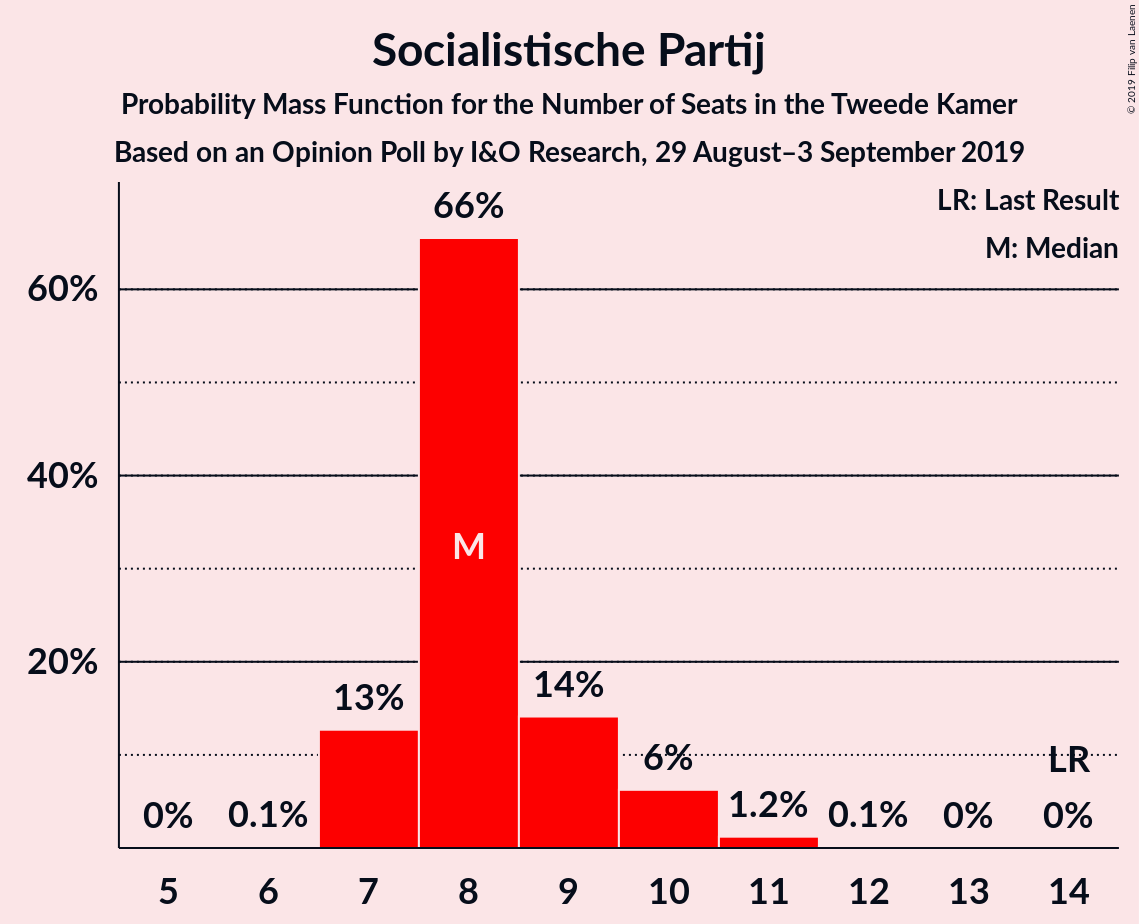 Socialistische Partij
Probability Mass Function for the Number of Seats in the Tweede Kamer
Based on an Opinion Poll by I&O Research, 29 August–3 September 2019
© 2019 Filip van Laenen
LR: Last Result
M: Median
60%
40%
20%
0%
0.1%
13%
66%
M
14%
6%
1.2%
0.1%
0%
LR
0%
5 6 7 8 9 10 11 12 13 14